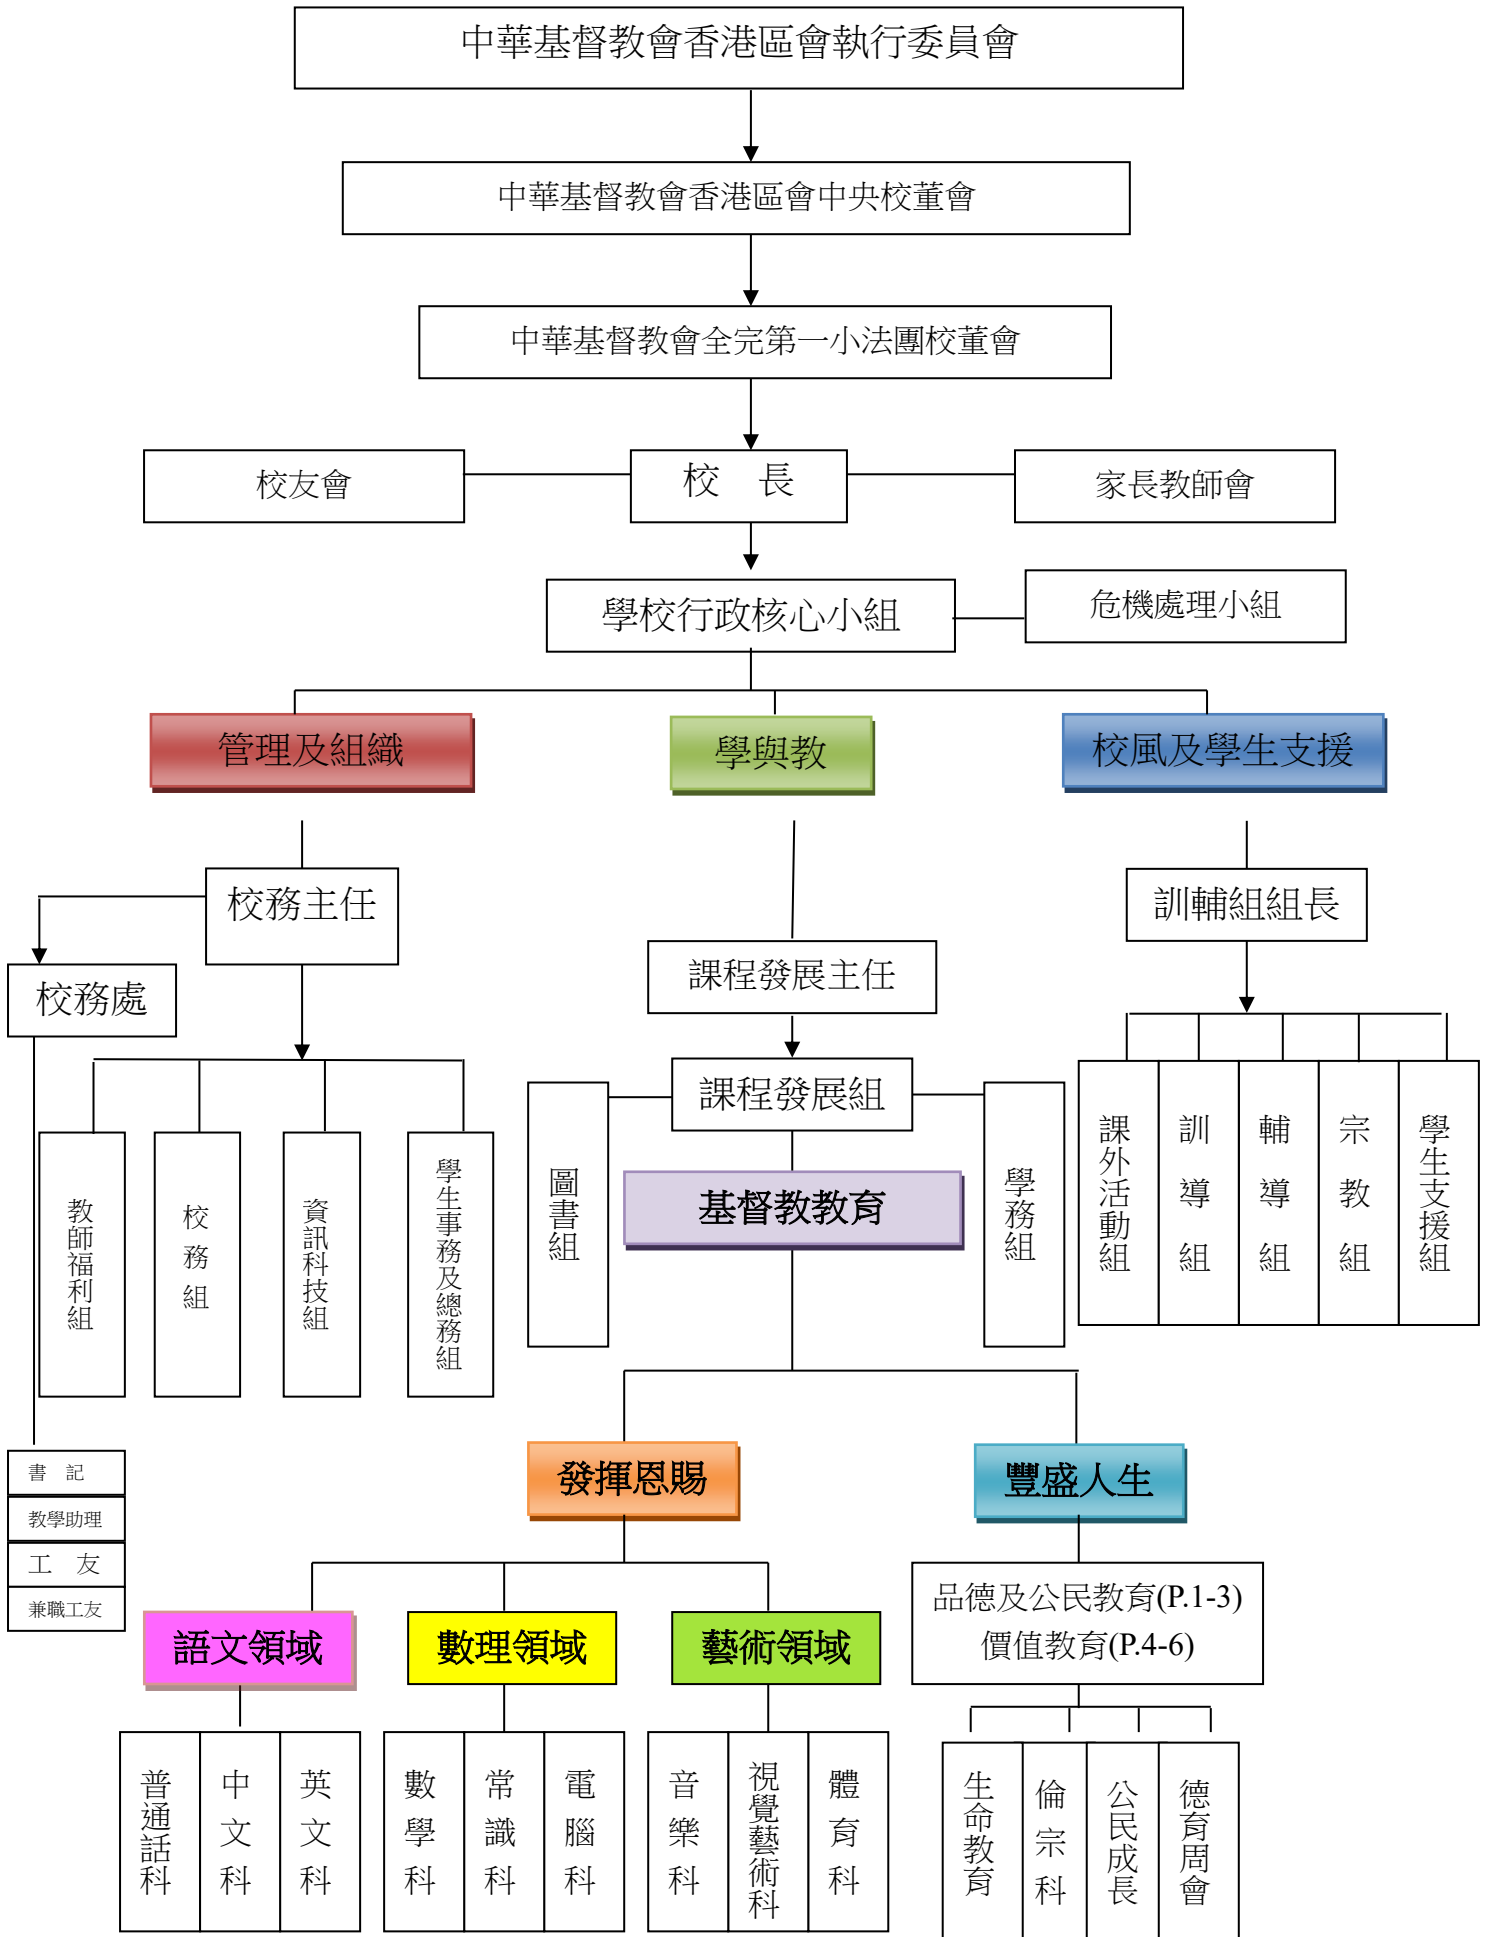 中華基督教會香港區會執行委員會
中華基督教會香港區會中央校董會
中華基督教會全完第一小法團校董會
校友會
校　長
家長教師會
學校行政核心小組
危機處理小組
管理及組織
學與教
校風及學生支援
校務主任
訓輔組組長
校務處
課程發展主任
課程發展組
教師福利組
校務組
資訊科技組
學生事務及總務組
圖書組
基督教教育
學務組
課外活動組
訓導組
輔導組
宗教組
學生支援組
書　記
教學助理
工　友
兼職工友
發揮恩賜
豐盛人生
語文領域
數理領域
藝術領域
品德及公民教育(P.1-3)
價值教育(P.4-6)
普通話科
中文科
英文科
數學科
常識科
電腦科
音樂科
視覺藝術科
體育科
生命教育
倫宗科
公民成長
德育周會